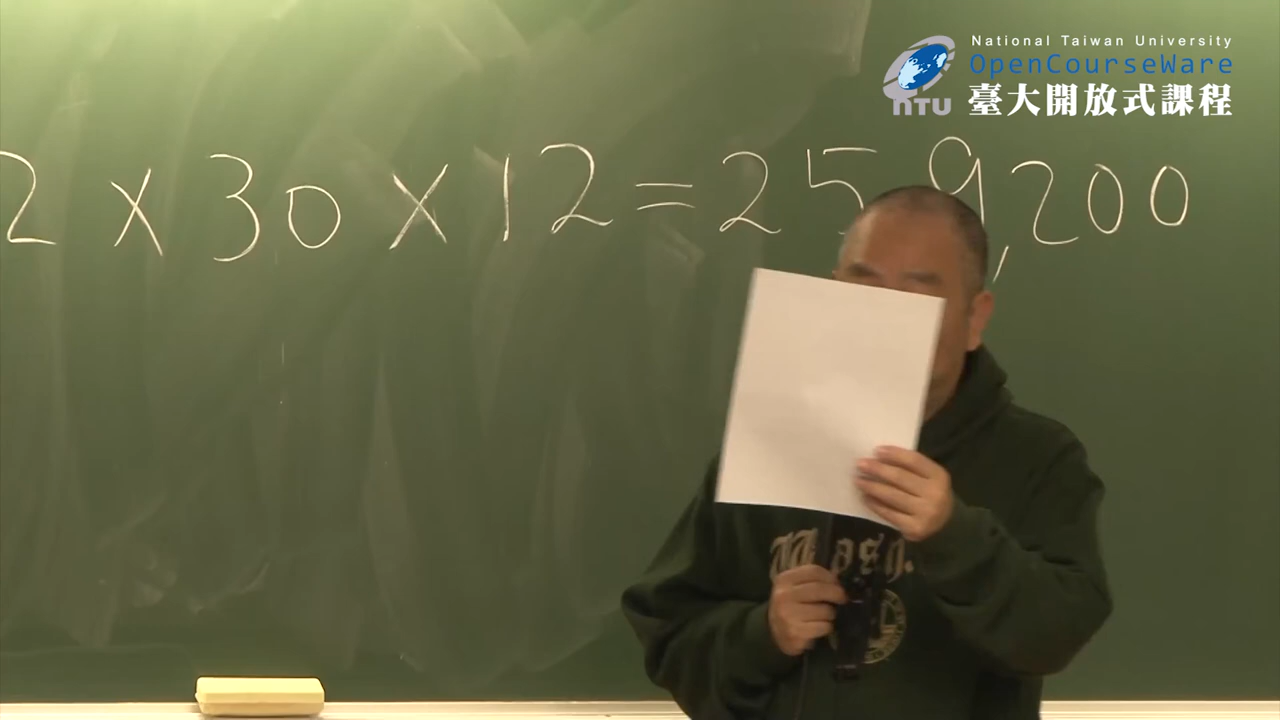 National Taiwan University
OpenCourseWare
NTU 臺大開放式課程
2 x 30 x 12 = 259,200